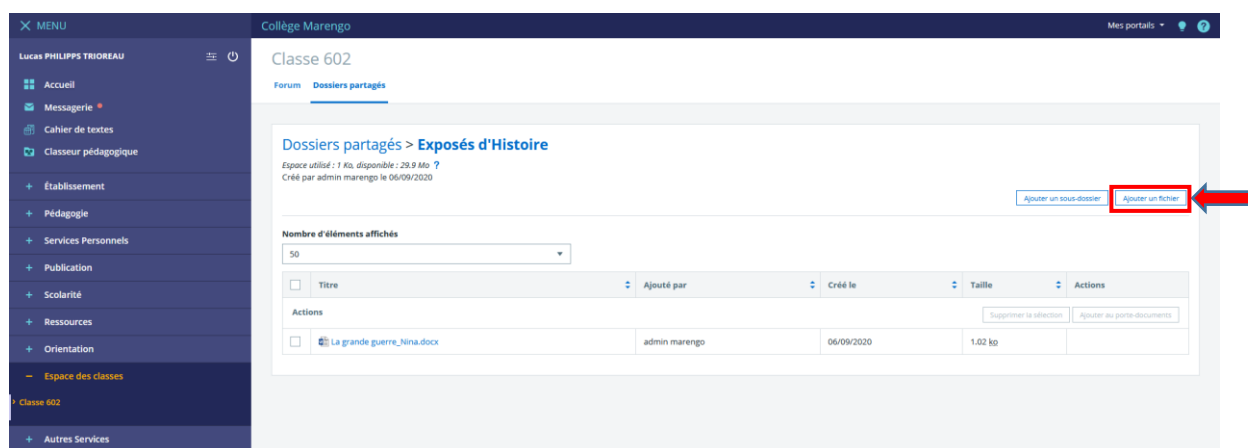 MENU
Collège Marengo
Mes portails
Lucas PHILIPPS TRIOREAU
Accueil
Messagerie
Cahier de textes
Classeur pédagogique
+ Établissement
+ Pédagogie
+ Services Personnels
+ Publication
+ Scolarité
+ Ressources
+ Orientation
– Espace des classes
Classe 602
+ Autres Services
Classe 602
Forum Dossiers partagés
Dossiers partagés > Exposés d'Histoire
Espace utilisé : 1 Ko, disponible : 29.9 Mo ?
Créé par admin marengo le 06/09/2020
Ajouter un sous-dossier Ajouter un fichier
Nombre d'éléments affichés
50
Titre Ajouté par Créé le Taille Actions
Actions Supprimer la sélection Ajouter au porte-documents
La grande guerre_Nina.docx admin marengo 06/09/2020 1.02 ko